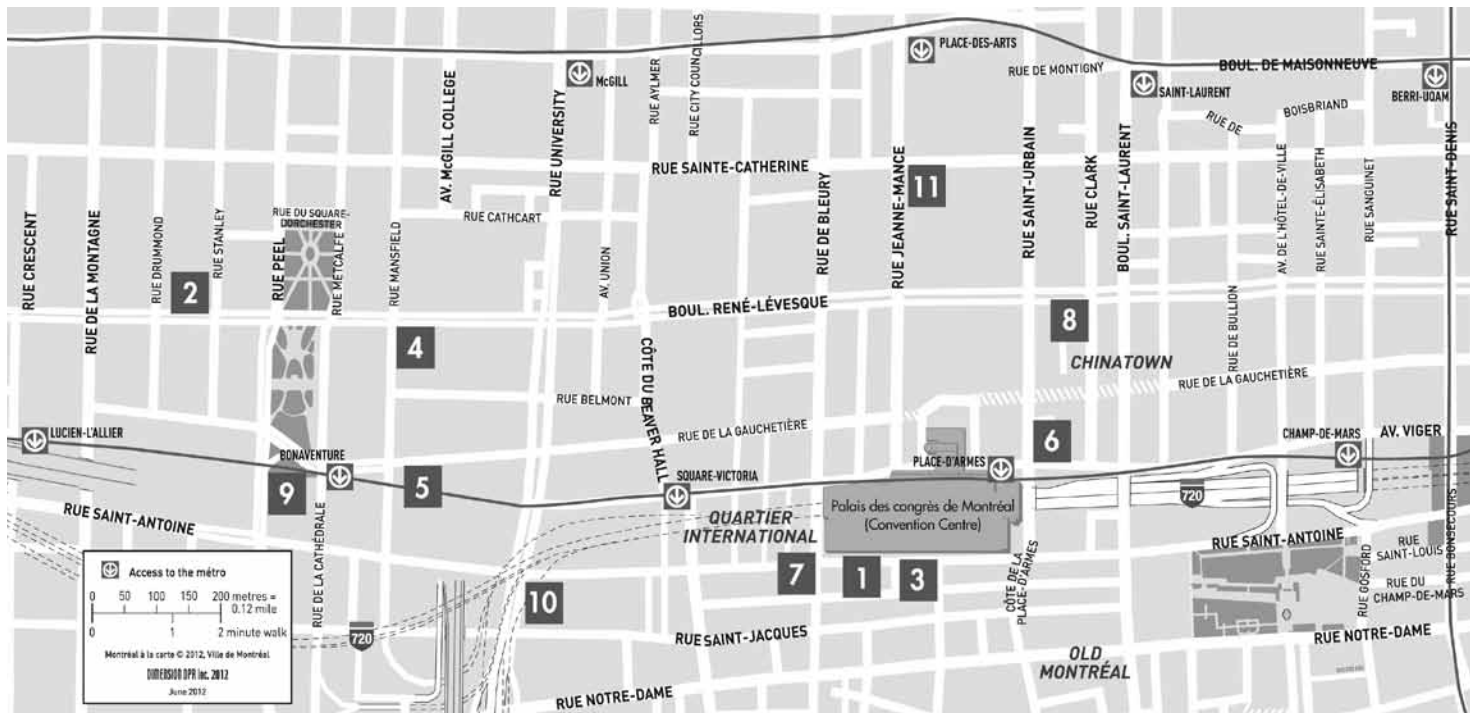 PLACE-DES-ARTS
RUE DE MONTIGNY
BOUL. DE MAISONNEUVE
McGILL
SAINT-LAURENT
BERRI-UQAM
RUE AYLMER
RUE CITY COUNCILLORS
AV. McGILL COLLEGE
RUE UNIVERSITY
RUE DE
BOISBRIAND
RUE SAINTE-CATHERINE
11
RUE CRESCENT
RUE DE LA MONTAGNE
RUE DRUMMOND
2
RUE STANLEY
RUE PEEL
RUE DU SQUARE-
DORCHESTER
RUE METCALFE
RUE MANSFIELD
RUE CATHCART
AV. UNION
RUE DE BLEURY
RUE JEANNE-MANCE
RUE SAINT-URBAIN
RUE CLARK
BOUL. SAINT-LAURENT
AV. DE L'HÔTEL-DE-VILLE
RUE SAINTE-ÉLISABETH
RUE SANGUINET
RUE SAINT-DENIS
BOUL. RENÉ-LÉVESQUE
4
8
CHINATOWN
RUE DE BULLION
CÔTE DU BEAVER HALL
RUE BELMONT
RUE DE LA GAUCHETIÈRE
RUE DE LA GAUCHETIÈRE
LUCIEN-L'ALLIER
BONAVENTURE
6
CHAMP-DE-MARS
AV. VIGER
9
5
SQUARE-VICTORIA
PLACE-D'ARMES
720
RUE SAINT-ANTOINE
QUARTIER
INTERNATIONAL
Palais des congrès de Montréal
(Convention Centre)
RUE SAINT-ANTOINE
RUE
SAINT-LOUIS
RUE BONSECOURS
RUE DE LA CATHÉDRALE
7
1
3
CÔTE DE LA
PLACE-D'ARMES
RUE GOSFORD
RUE DU
CHAMP-DE-MARS
10
720
RUE SAINT-JACQUES
RUE NOTRE-DAME
OLD
MONTRÉAL
RUE NOTRE-DAME
Access to the métro
0 50 100 150 200 metres =
0.12 mile
0 1 2 minute walk
Montréal à la carte © 2012, Ville de Montréal
DIMENSION DPR Inc. 2012
June 2012